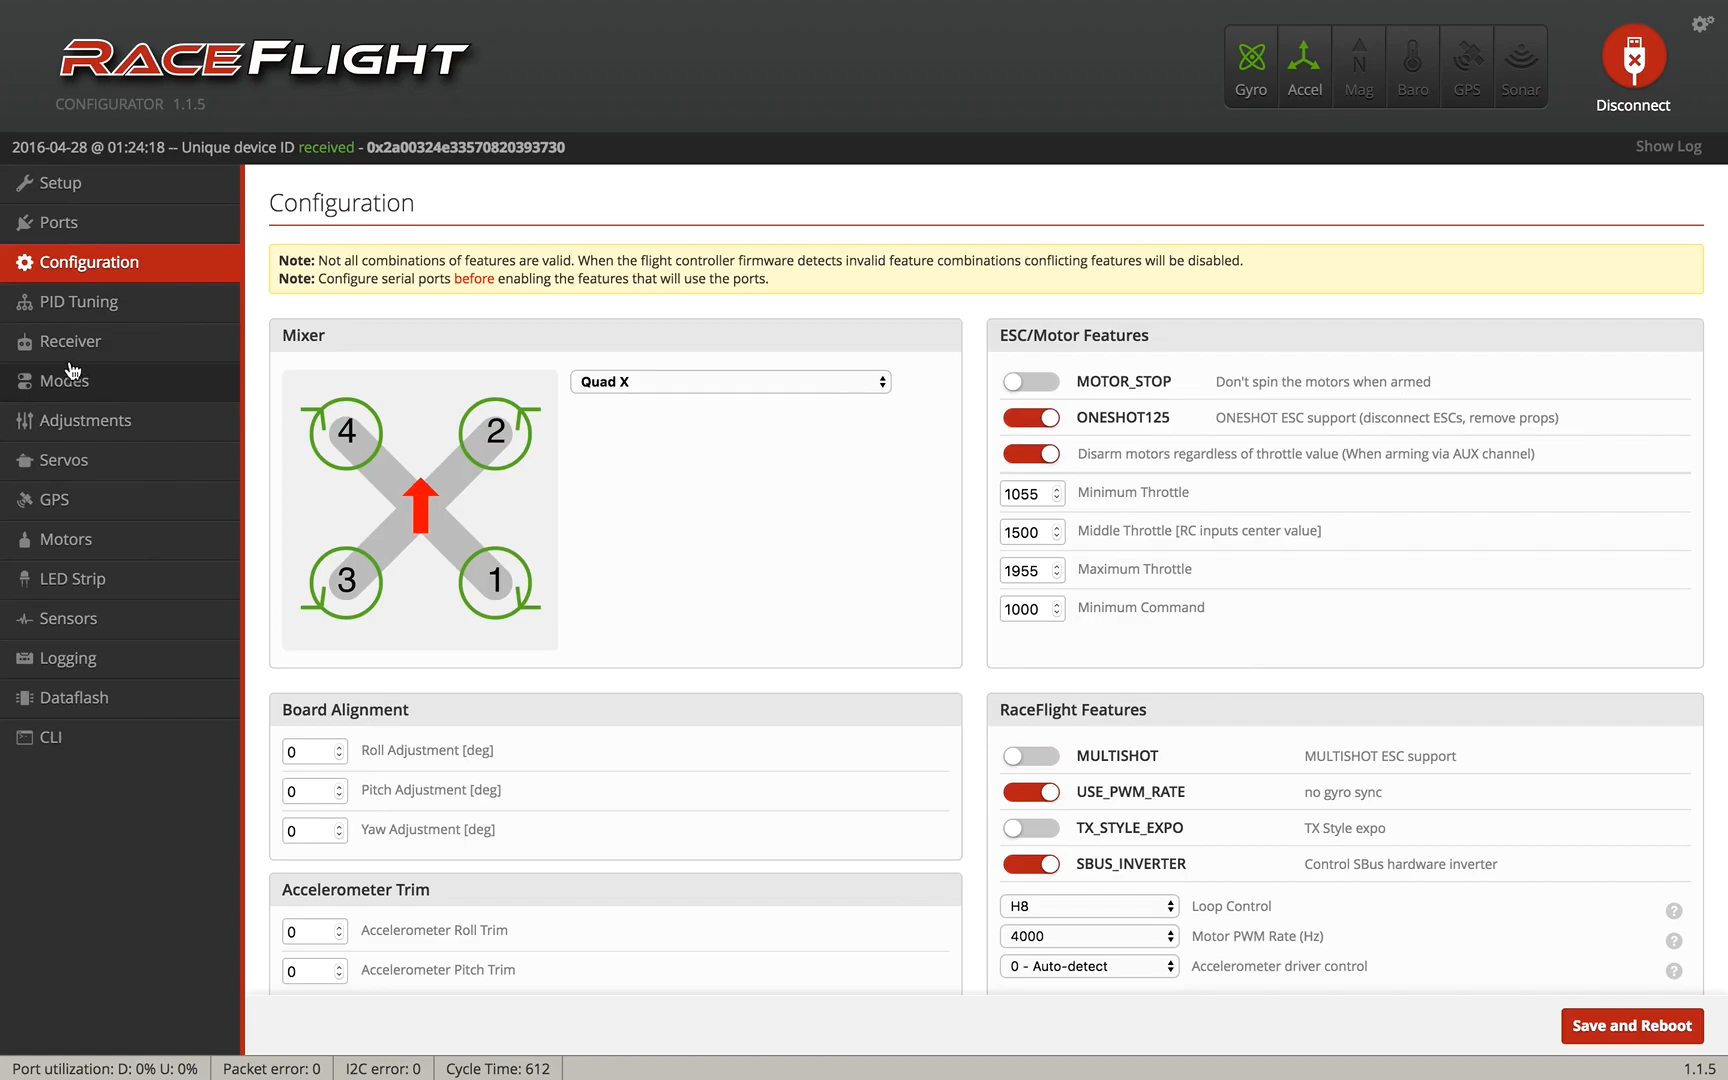 RACEFLIGHT
CONFIGURATOR 1.1.5
Gyro
Accel
N
Mag
Baro
GPS
Sonar
Disconnect
2016-04-28 @ 01:24:18 -- Unique device ID received - 0x2a00324e33570820393730
Show Log
Setup
Ports
Configuration
PID Tuning
Receiver
Modes
Adjustments
Servos
GPS
Motors
LED Strip
Sensors
Logging
Dataflash
CLI
Configuration
Note: Not all combinations of features are valid. When the flight controller firmware detects invalid feature combinations conflicting features will be disabled.
Note: Configure serial ports before enabling the features that will use the ports.
Mixer
Quad X
4
2
3
1
ESC/Motor Features
MOTOR_STOP Don't spin the motors when armed
ONESHOT125 ONESHOT ESC support (disconnect ESCs, remove props)
Disarm motors regardless of throttle value (When arming via AUX channel)
1055 Minimum Throttle
1500 Middle Throttle [RC inputs center value]
1955 Maximum Throttle
1000 Minimum Command
Board Alignment
0 Roll Adjustment [deg]
0 Pitch Adjustment [deg]
0 Yaw Adjustment [deg]
Accelerometer Trim
0 Accelerometer Roll Trim
0 Accelerometer Pitch Trim
RaceFlight Features
MULTISHOT MULTISHOT ESC support
USE_PWM_RATE no gyro sync
TX_STYLE_EXPO TX Style expo
SBUS_INVERTER Control SBus hardware inverter
H8 Loop Control ?
4000 Motor PWM Rate (Hz) ?
0 - Auto-detect Accelerometer driver control ?
Save and Reboot
Port utilization: D: 0% U: 0% Packet error: 0 I2C error: 0 Cycle Time: 612 1.1.5